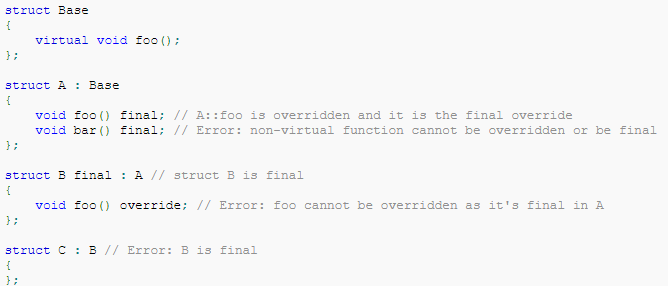 struct Base
{
    virtual void foo();
};
struct A : Base
{
    void foo() final; // A::foo is overridden and it is the final override
    void bar() final; // Error: non-virtual function cannot be overridden or be final
};
struct B final : A // struct B is final
{
    void foo() override; // Error: foo cannot be overridden as it's final in A
};
struct C : B // Error: B is final
{
};